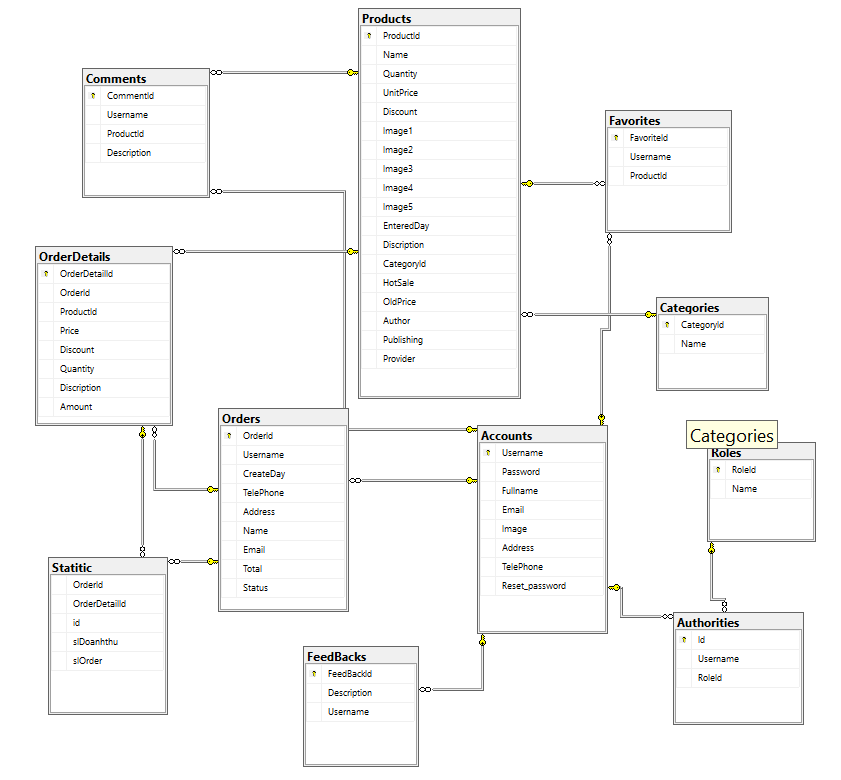 Products
ProductId
Name
Quantity
UnitPrice
Discount
Image1
Image2
Image3
Image4
Image5
EnteredDay
Discription
CategoryId
HotSale
OldPrice
Author
Publishing
Provider
Comments
CommentId
Username
ProductId
Description
Favorites
FavoriteId
Username
ProductId
OrderDetails
OrderDetailId
OrderId
ProductId
Price
Discount
Quantity
Discription
Amount
Categories
CategoryId
Name
Orders
OrderId
Username
CreateDay
TelePhone
Address
Name
Email
Total
Status
Accounts
Username
Password
Fullname
Email
Image
Address
TelePhone
Reset_password
Categories
Roles
RoleId
Name
Statitic
OrderId
OrderDetailId
id
slDoanhthu
slOrder
Authorities
Id
Username
RoleId
FeedBacks
FeedBackId
Description
Username